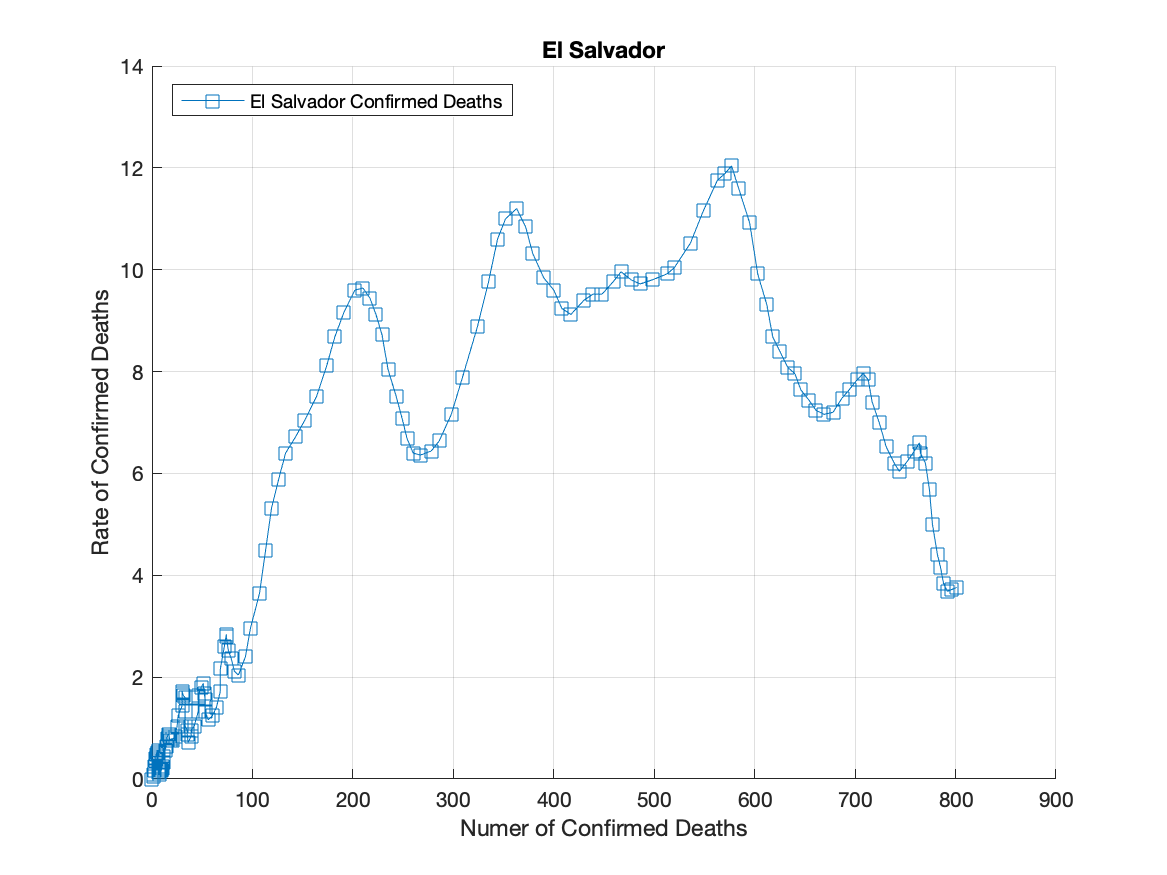 El Salvador
El Salvador Confirmed Deaths
14
12
10
8
6
4
2
0
Rate of Confirmed Deaths
0 100 200 300 400 500 600 700 800 900
Numer of Confirmed Deaths